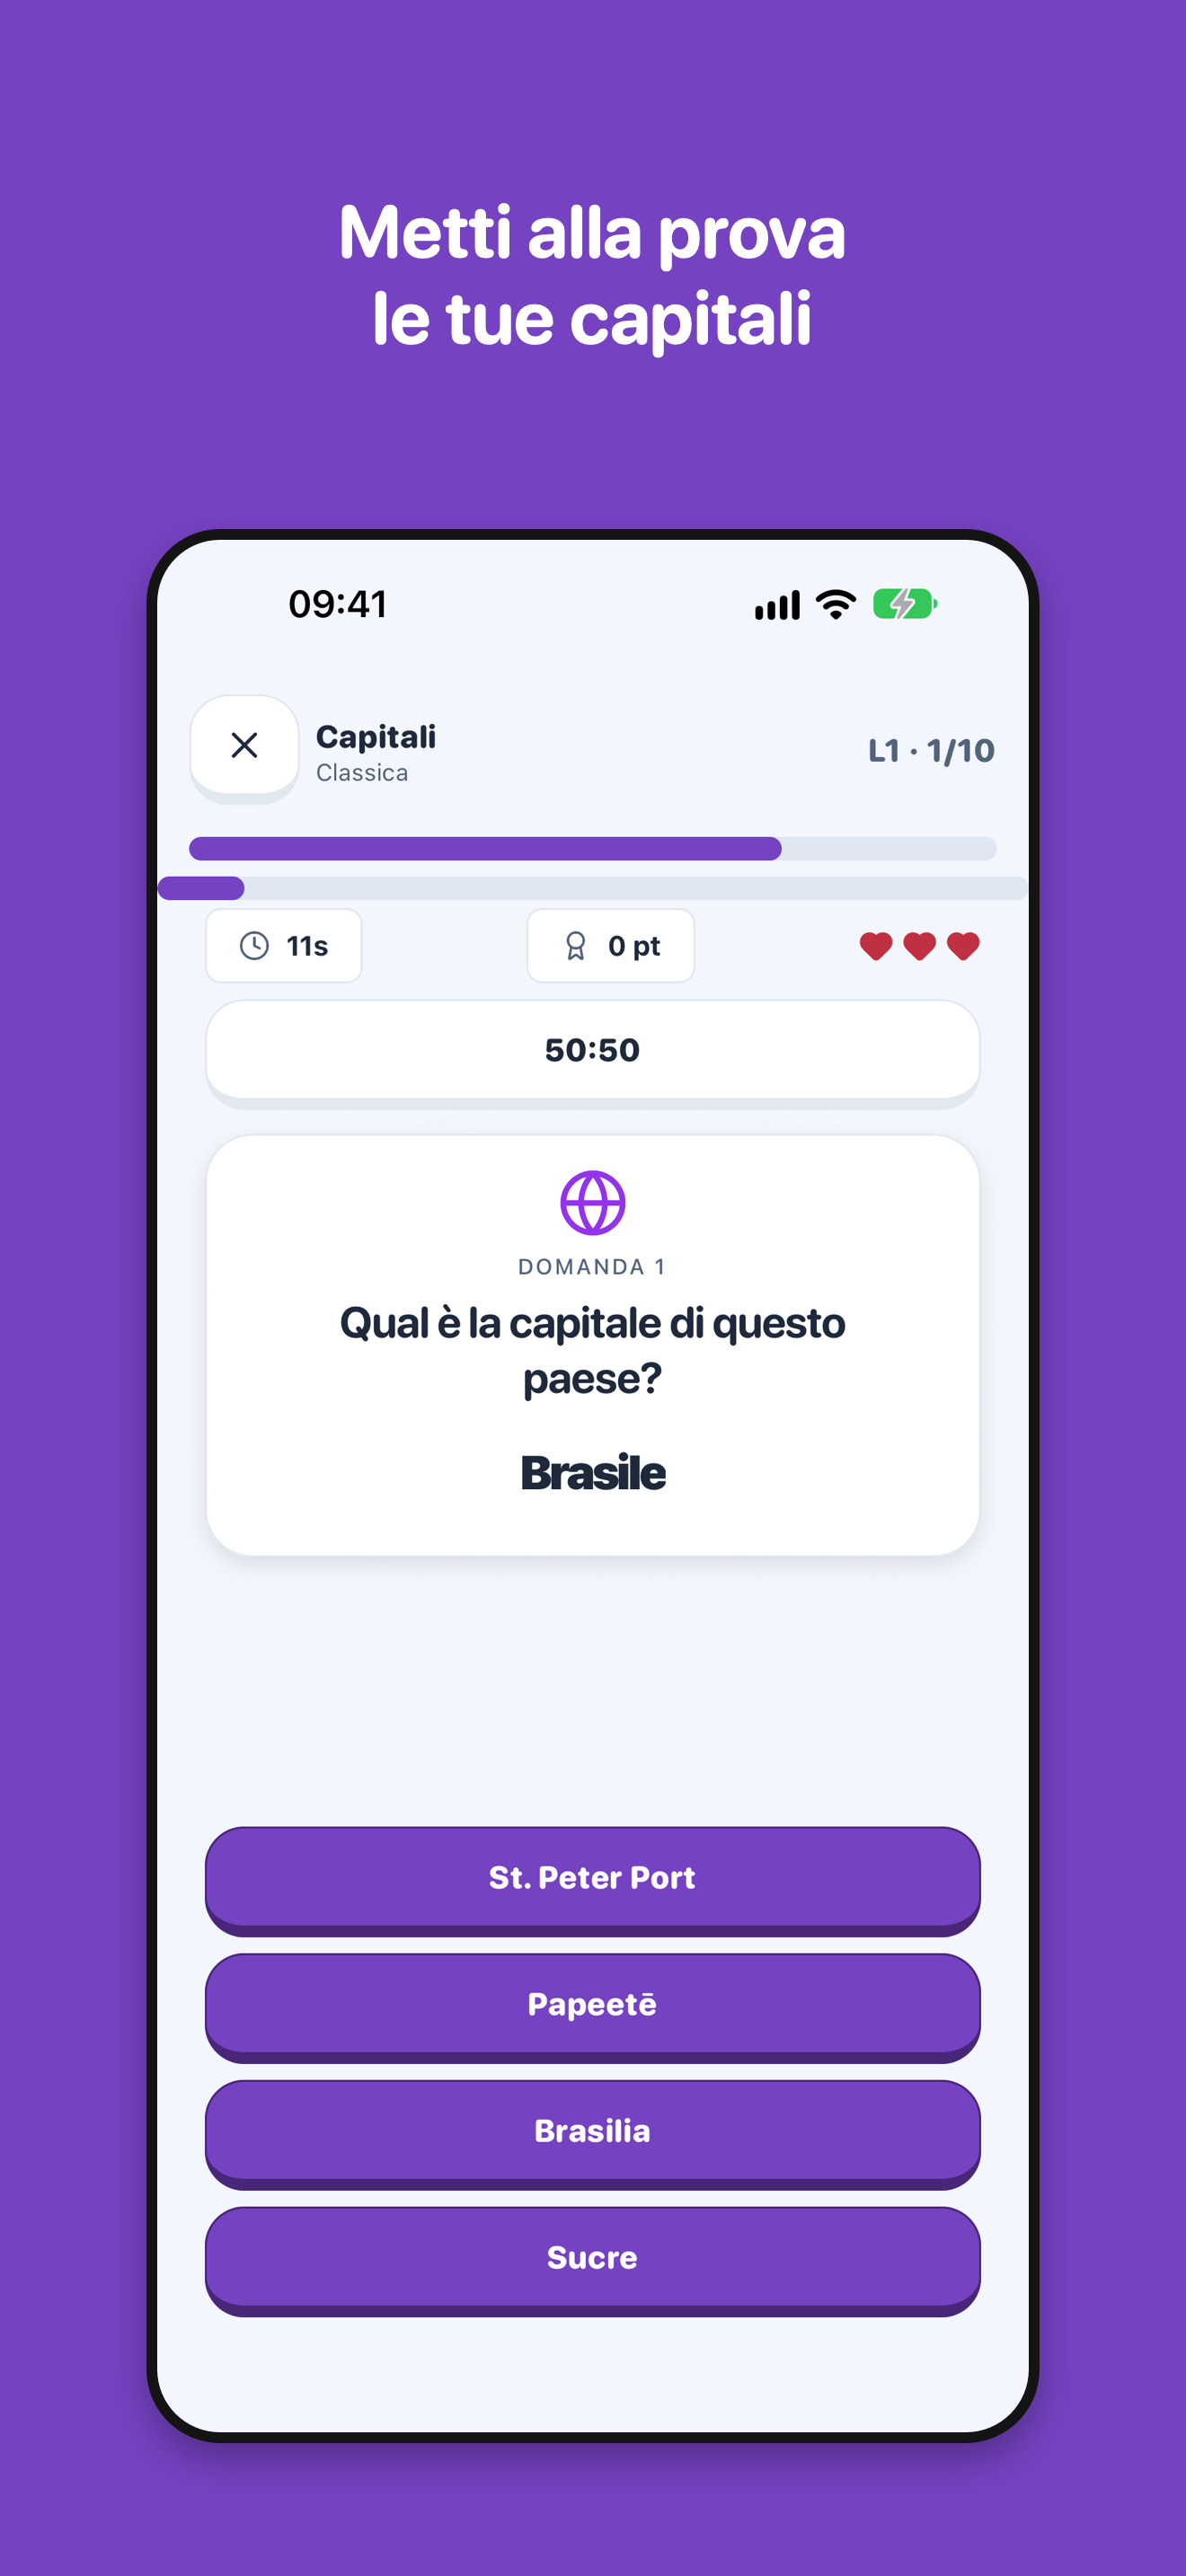 Metti alla prova
le tue capitali
09:41
Capitali
Classica
L1 · 1/10
11s
0 pt
50:50
DOMANDA 1
Qual è la capitale di questo
paese?
Brasile
St. Peter Port
Papeetē
Brasilia
Sucre